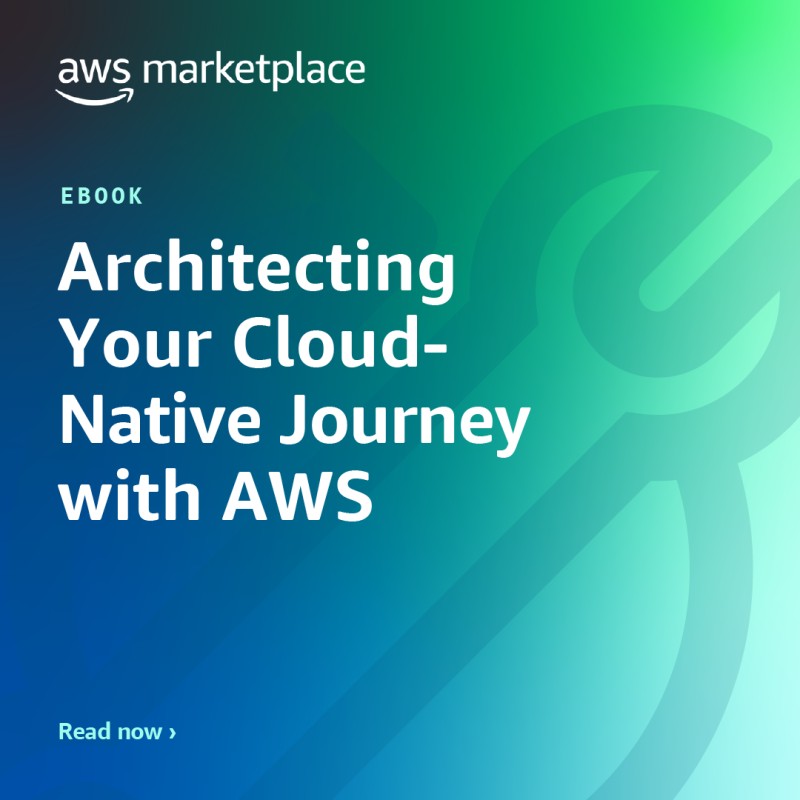 aws marketplace
EBOOK
Architecting
Your Cloud-
Native Journey
with AWS
Read now ›